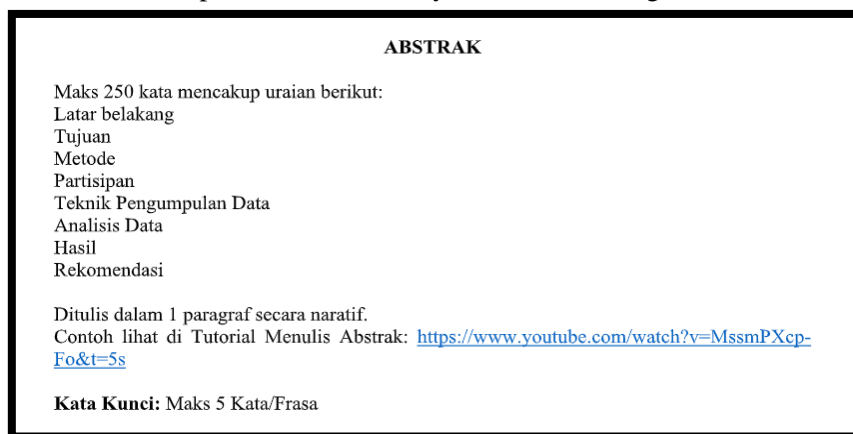 ABSTRAK
Maks 250 kata mencakup uraian berikut:
Latar belakang
Tujuan
Metode
Partisipan
Teknik Pengumpulan Data
Analisis Data
Hasil
Rekomendasi
Ditulis dalam 1 paragraf secara naratif.
Contoh lihat di Tutorial Menulis Abstrak: https://www.youtube.com/watch?v=MssmPXcp-
Fo&t=5s
Kata Kunci: Maks 5 Kata/Frasa